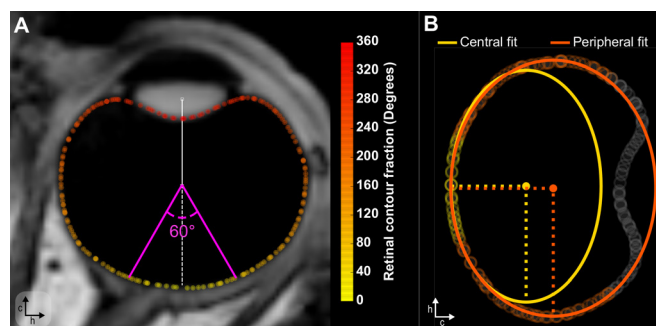 A
60°
c
h
360
320
280
240
200
160
120
80
40
0
Retinal contour fraction (Degrees)
B
Central fit
Peripheral fit
h
c